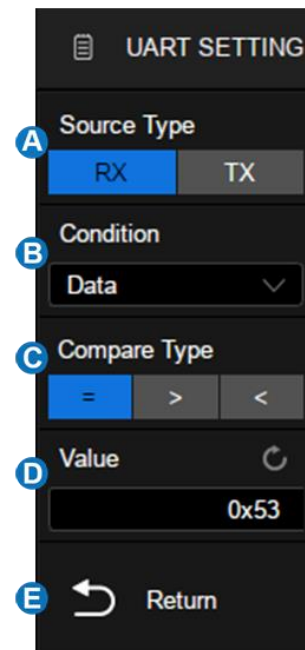 UART SETTING
A
Source Type
RX TX
B
Condition
Data
C
Compare Type
= > <
D
Value
0x53
E
Return